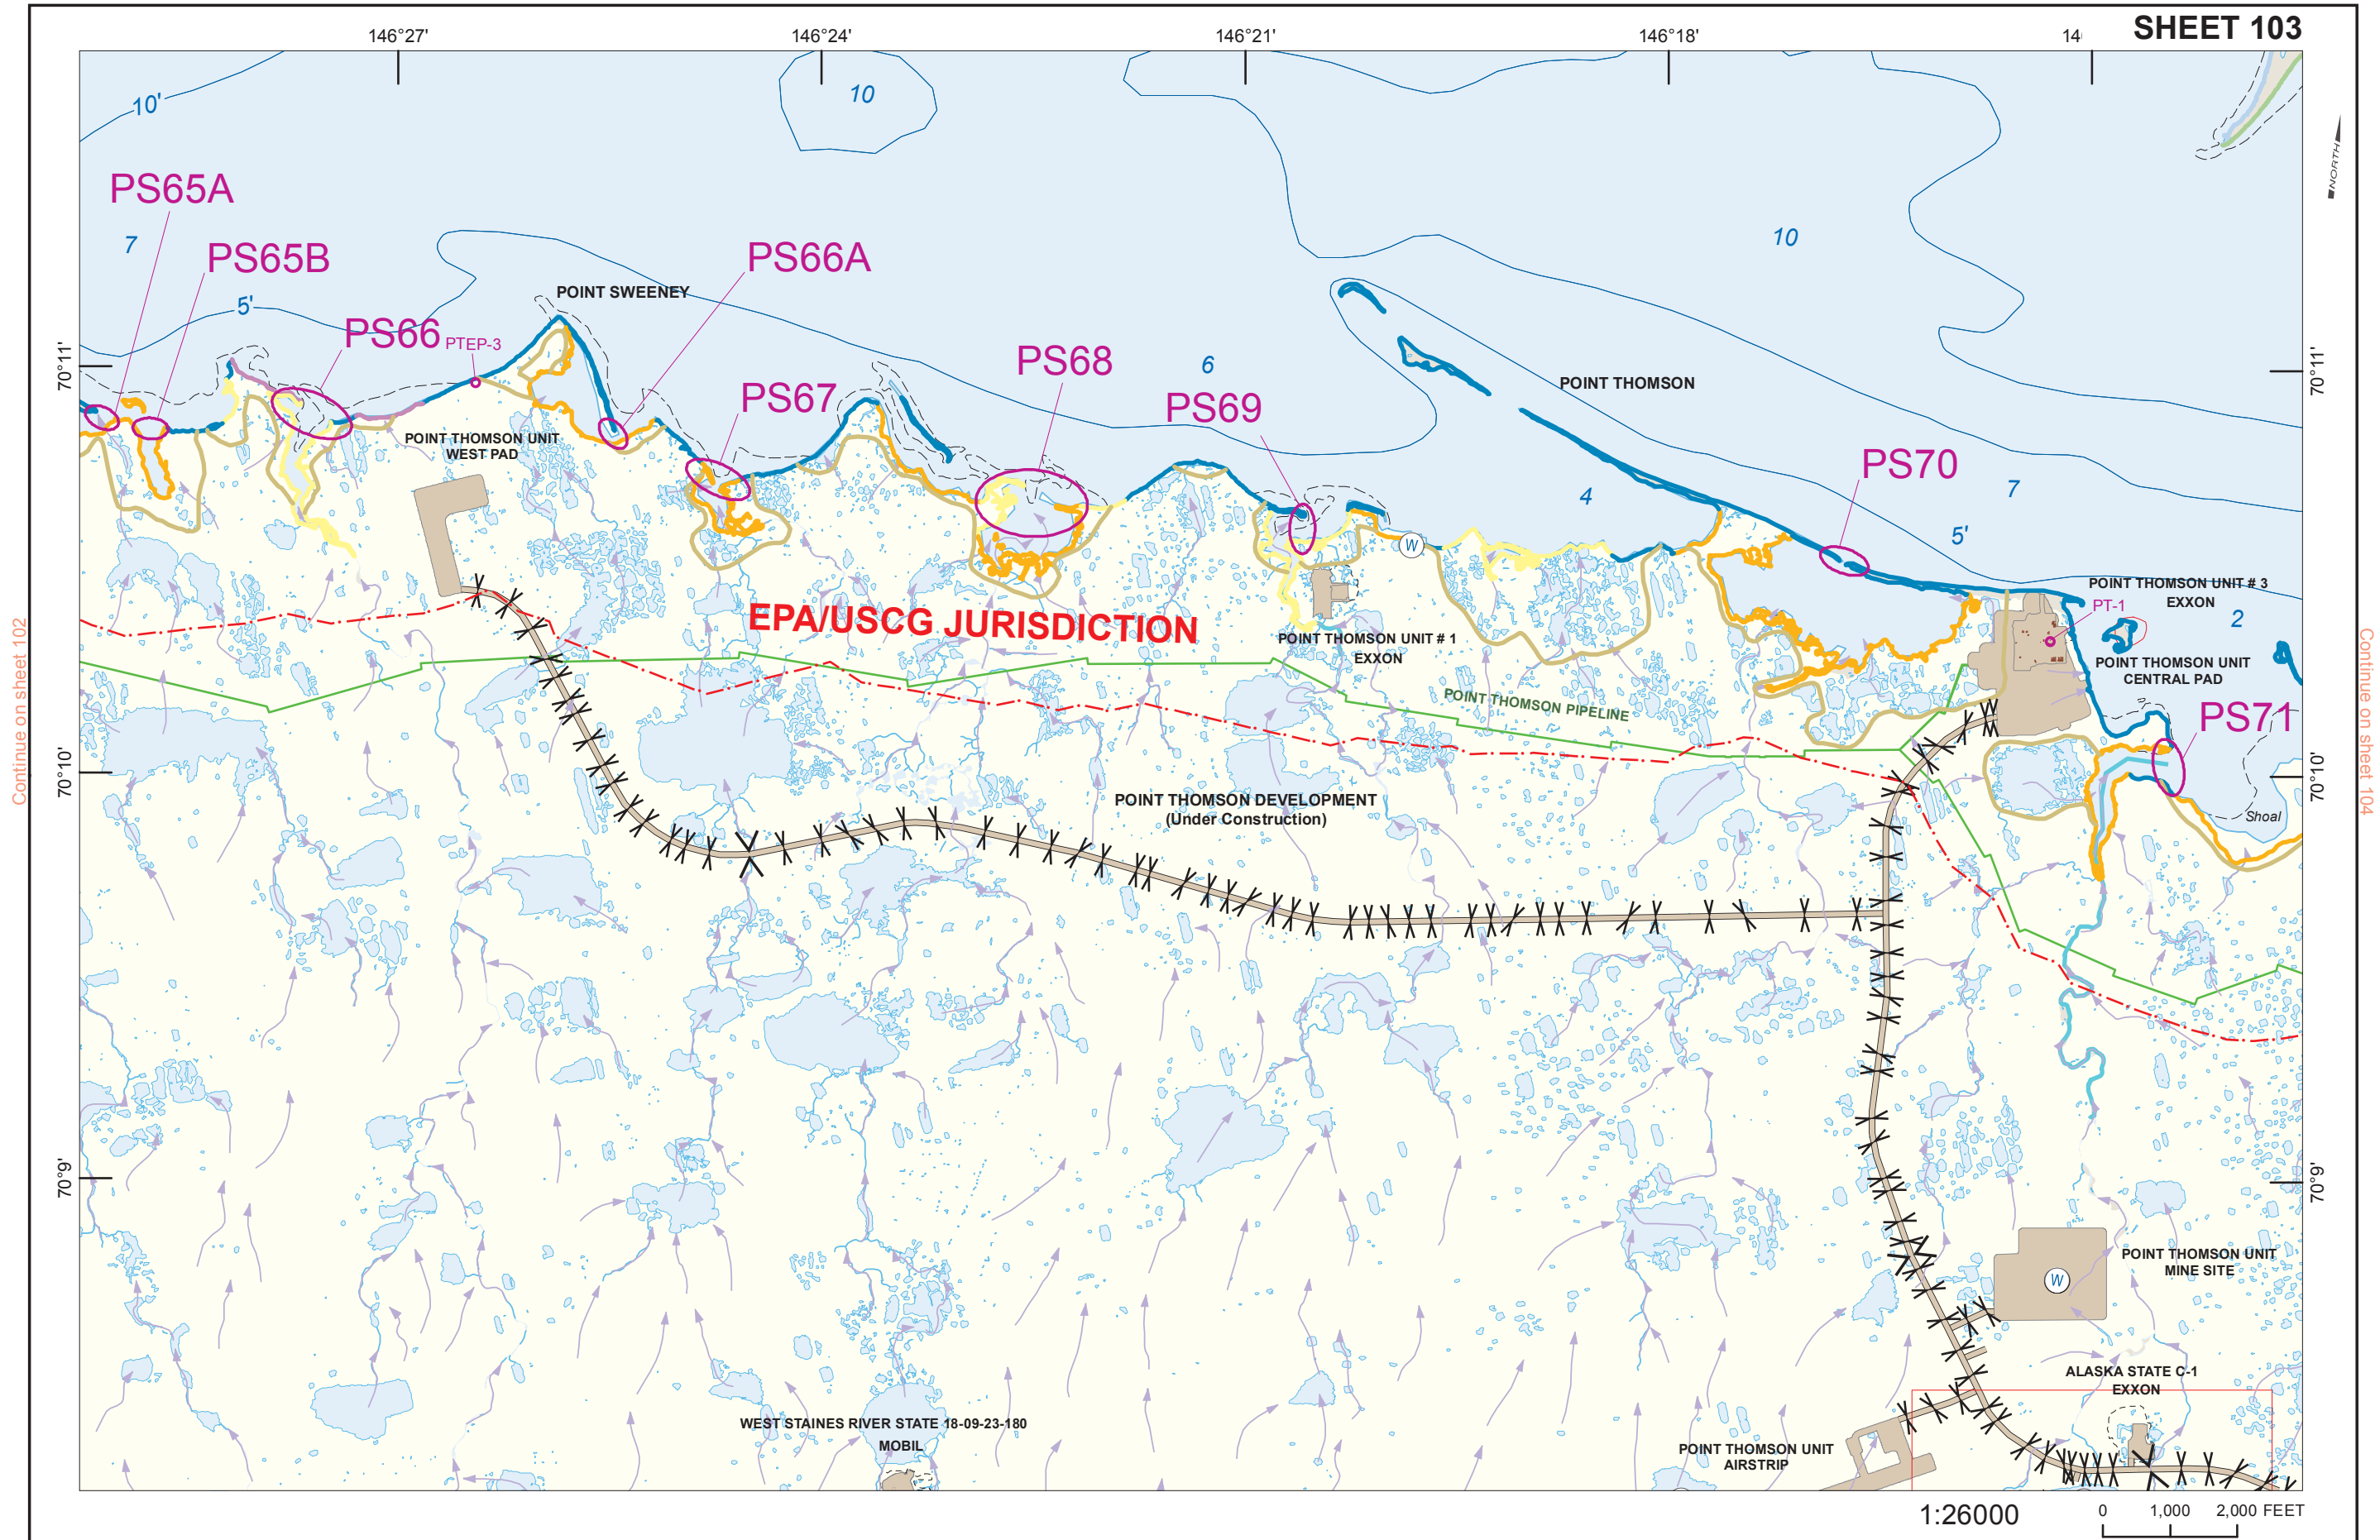 SHEET 103
146°27'
146°24'
146°21'
146°18'
14
10'
10
NORTH
PS65A
7
PS65B
PS66A
10
5'
POINT SWEENEY
PS66
PTEP-3
PS68
6
70°11'
70°11'
PS67
POINT THOMSON
PS69
POINT THOMSON UNIT
WEST PAD
PS70
4
7
5'
W
POINT THOMSON UNIT # 3
EXXON
PT-1
2
EPA/USCG JURISDICTION
POINT THOMSON UNIT # 1
EXXON
POINT THOMSON UNIT
CENTRAL PAD
POINT THOMSON PIPELINE
PS71
Continue on sheet 102
Continue on sheet 104
70°10'
70°10'
POINT THOMSON DEVELOPMENT
(Under Construction)
Shoal
70°9'
70°9'
POINT THOMSON UNIT
MINE SITE
W
ALASKA STATE C-1
EXXON
WEST STAINES RIVER STATE 18-09-23-180
MOBIL
POINT THOMSON UNIT
AIRSTRIP
1:26000
0 1,000 2,000 FEET